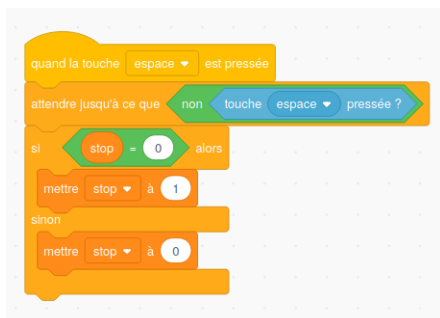 quand la touche espace est pressée
attendre jusqu'à ce que non touche espace pressée ?
si stop = 0 alors
mettre stop à 1
sinon
mettre stop à 0